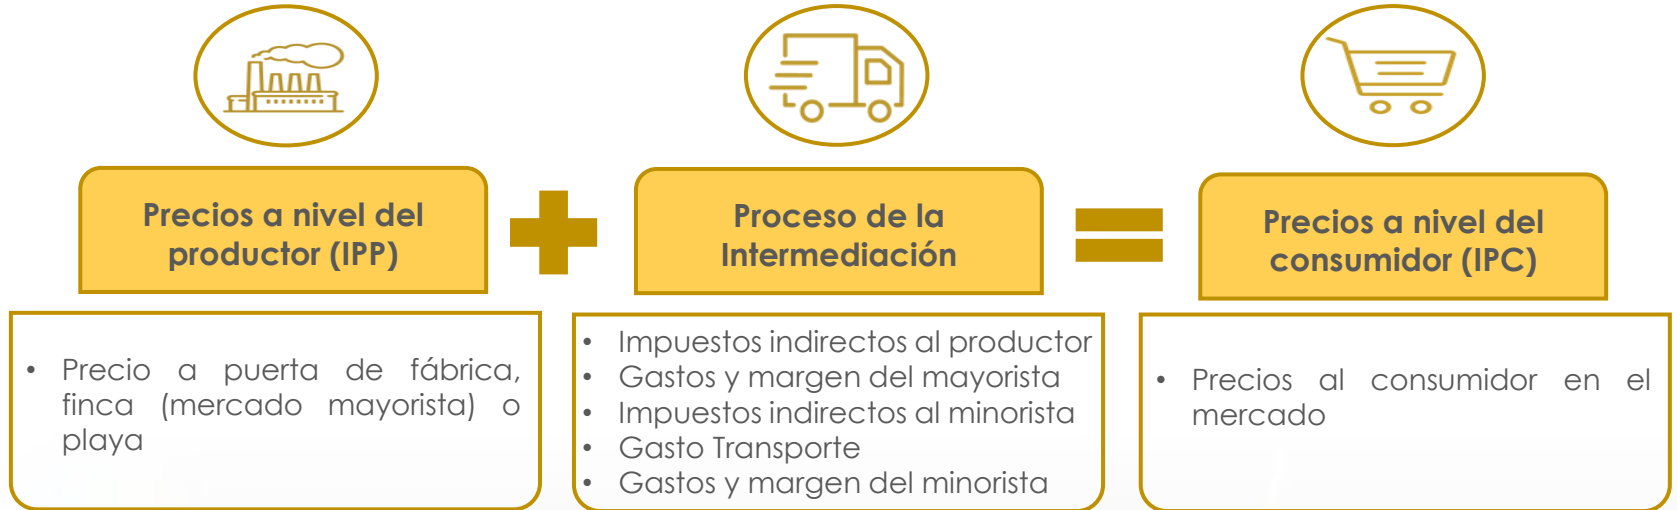 Precios a nivel del
productor (IPP)
Proceso de la
Intermediación
Precios a nivel del
consumidor (IPC)
• Precio a puerta de fábrica,
finca (mercado mayorista) o
playa
• Impuestos indirectos al productor
• Gastos y margen del mayorista
• Impuestos indirectos al minorista
• Gasto Transporte
• Gastos y margen del minorista
• Precios al consumidor en el
mercado